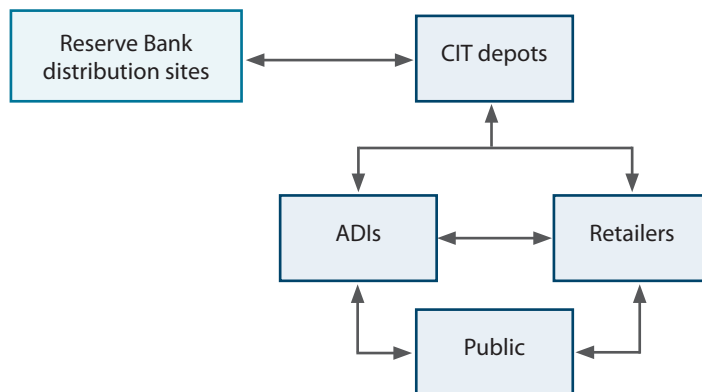 Reserve Bank
distribution sites
CIT depots
ADIs
Retailers
Public